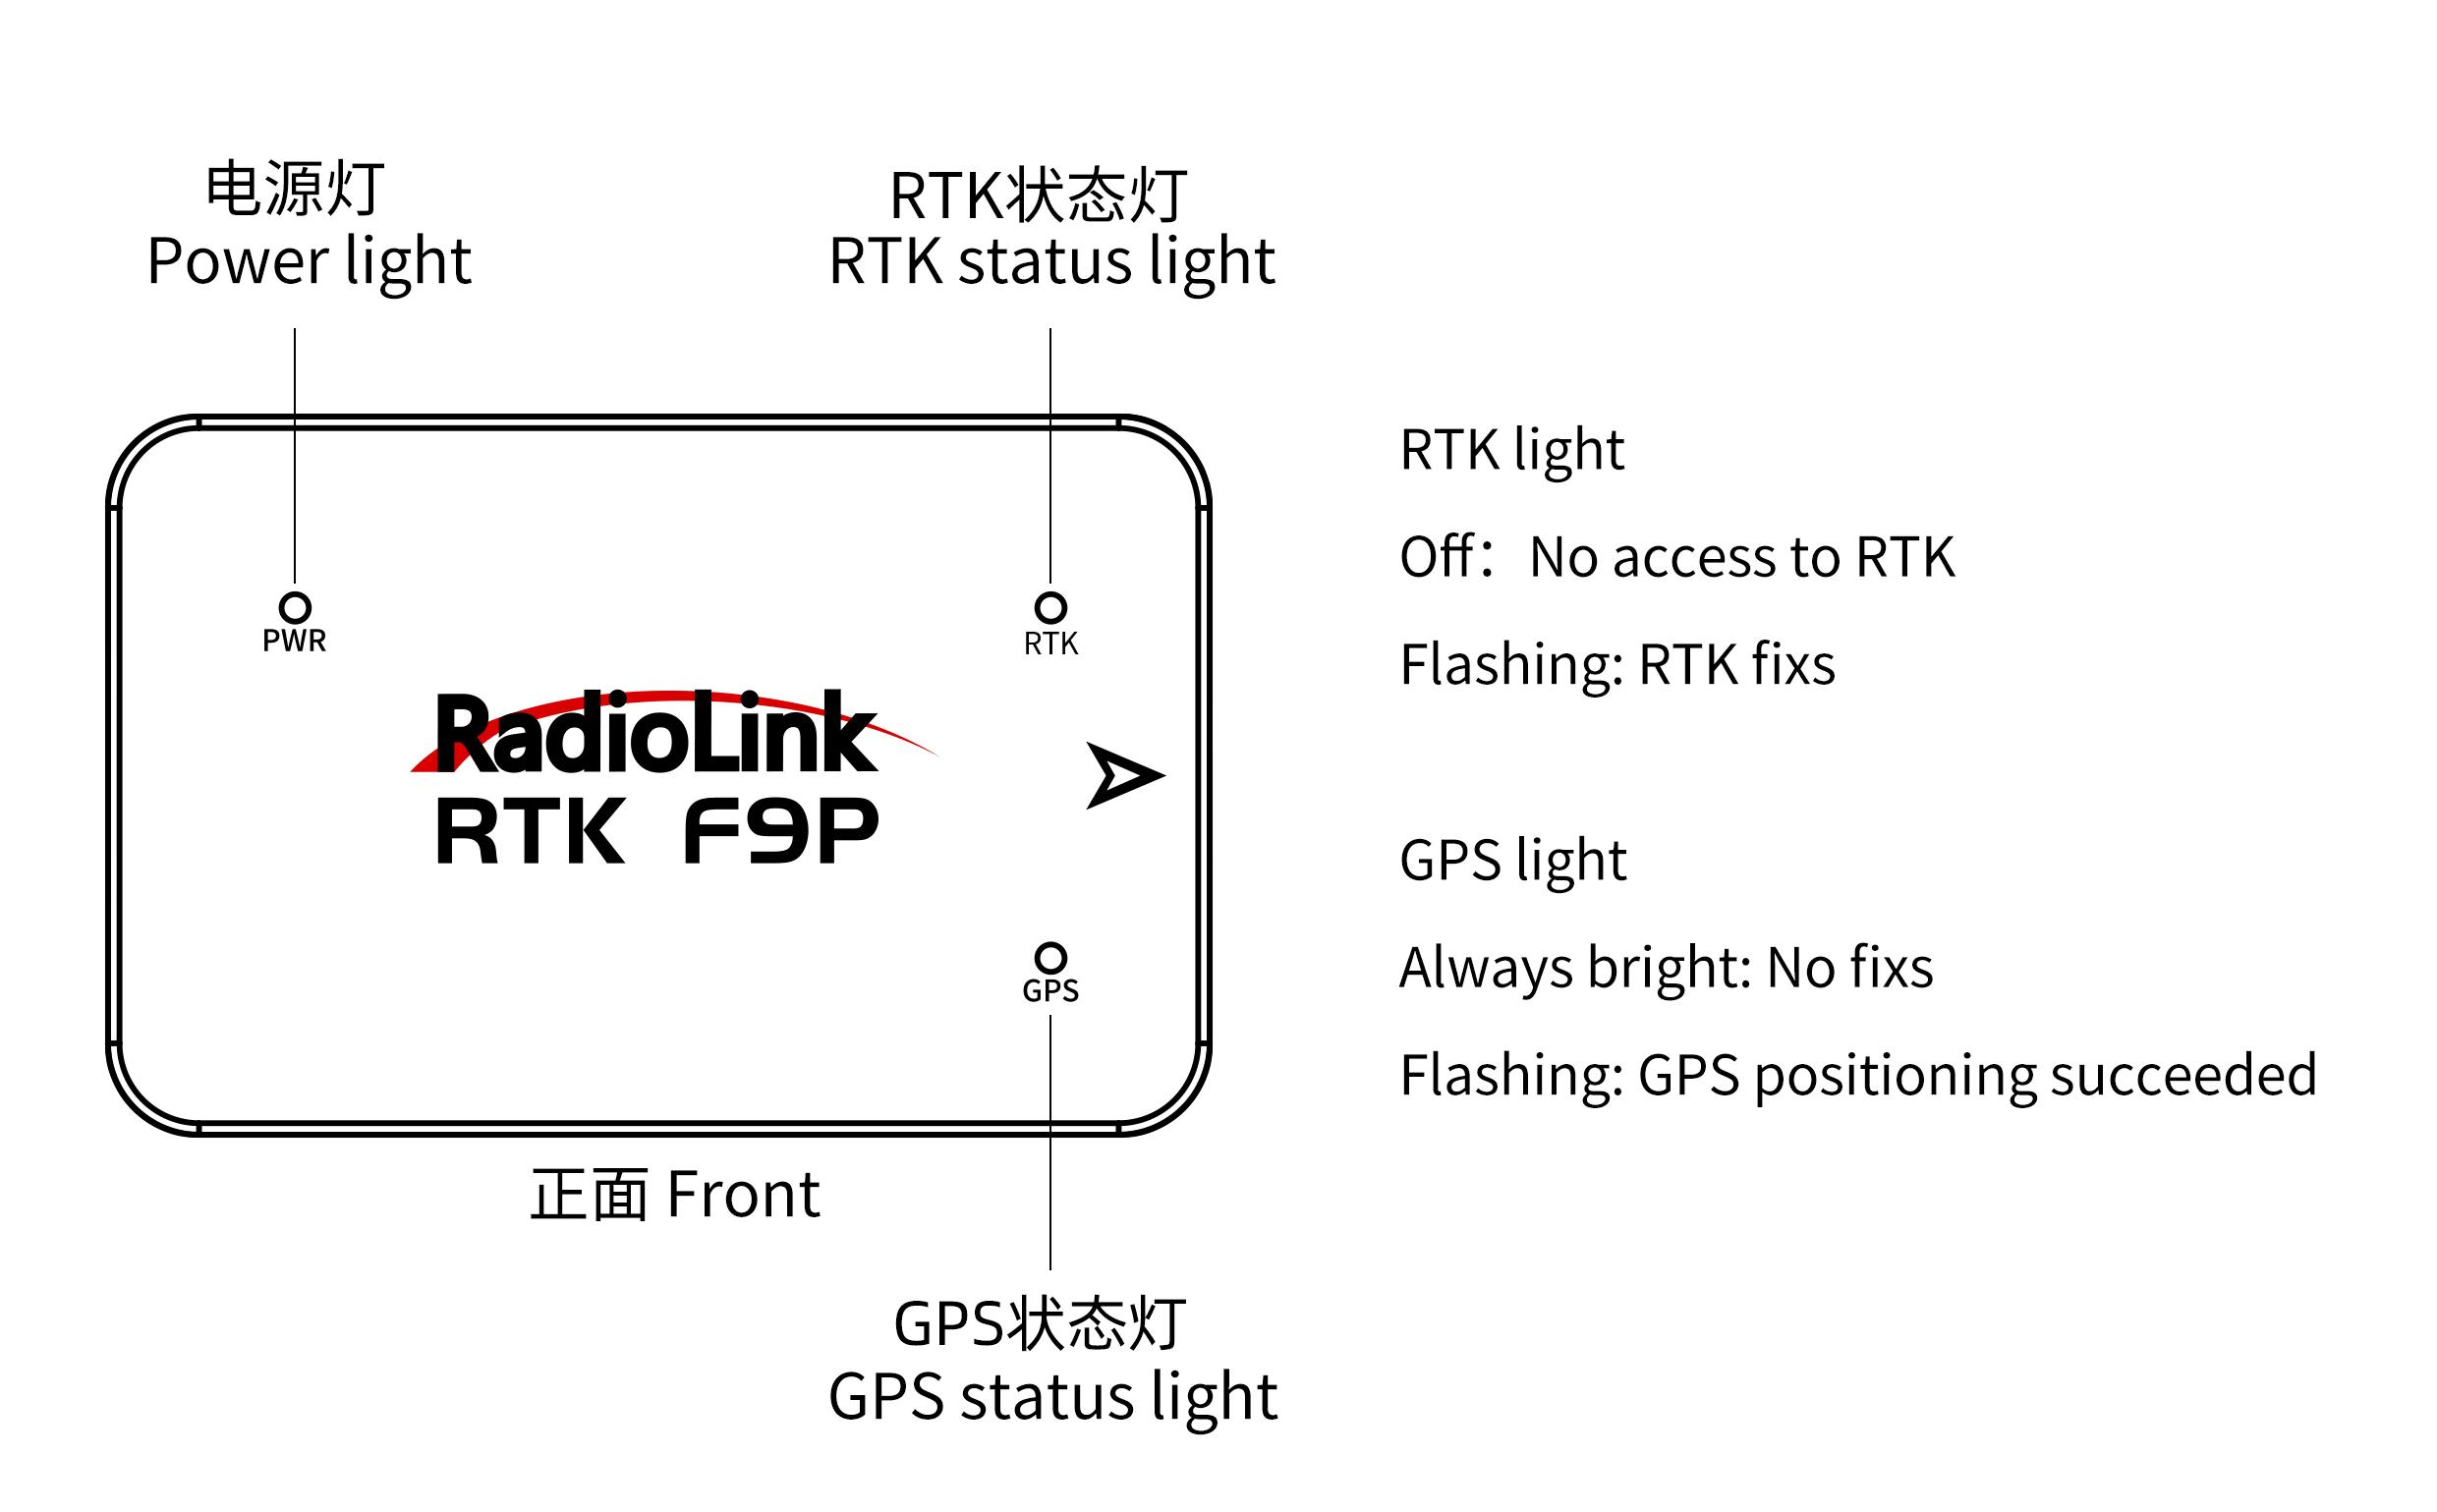 电源灯
Power light
RTK状态灯
RTK status light
PWR
RTK
RadioLink
RTK F9P
GPS
正面 Front
GPS状态灯
GPS status light
RTK light
Off： No access to RTK
Flashing: RTK fixs
GPS light
Always bright: No fixs
Flashing: GPS positioning succeeded